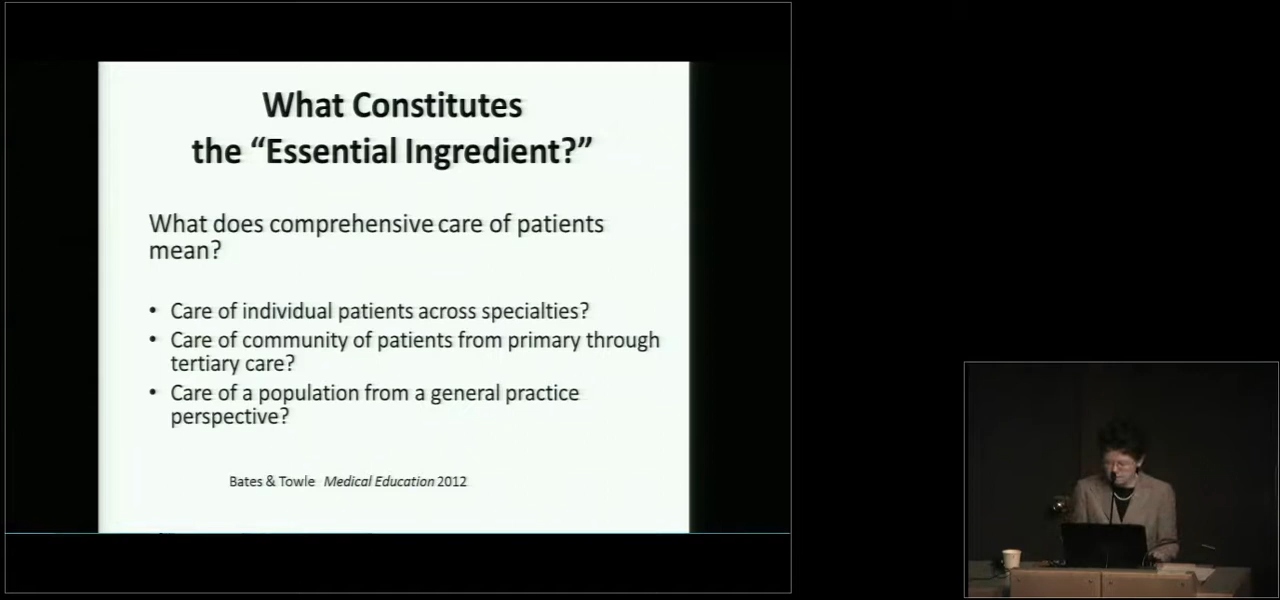 What Constitutes
the “Essential Ingredient?”
What does comprehensive care of patients
mean?
• Care of individual patients across specialties?
• Care of community of patients from primary through
tertiary care?
• Care of a population from a general practice
perspective?
Bates & Towle Medical Education 2012